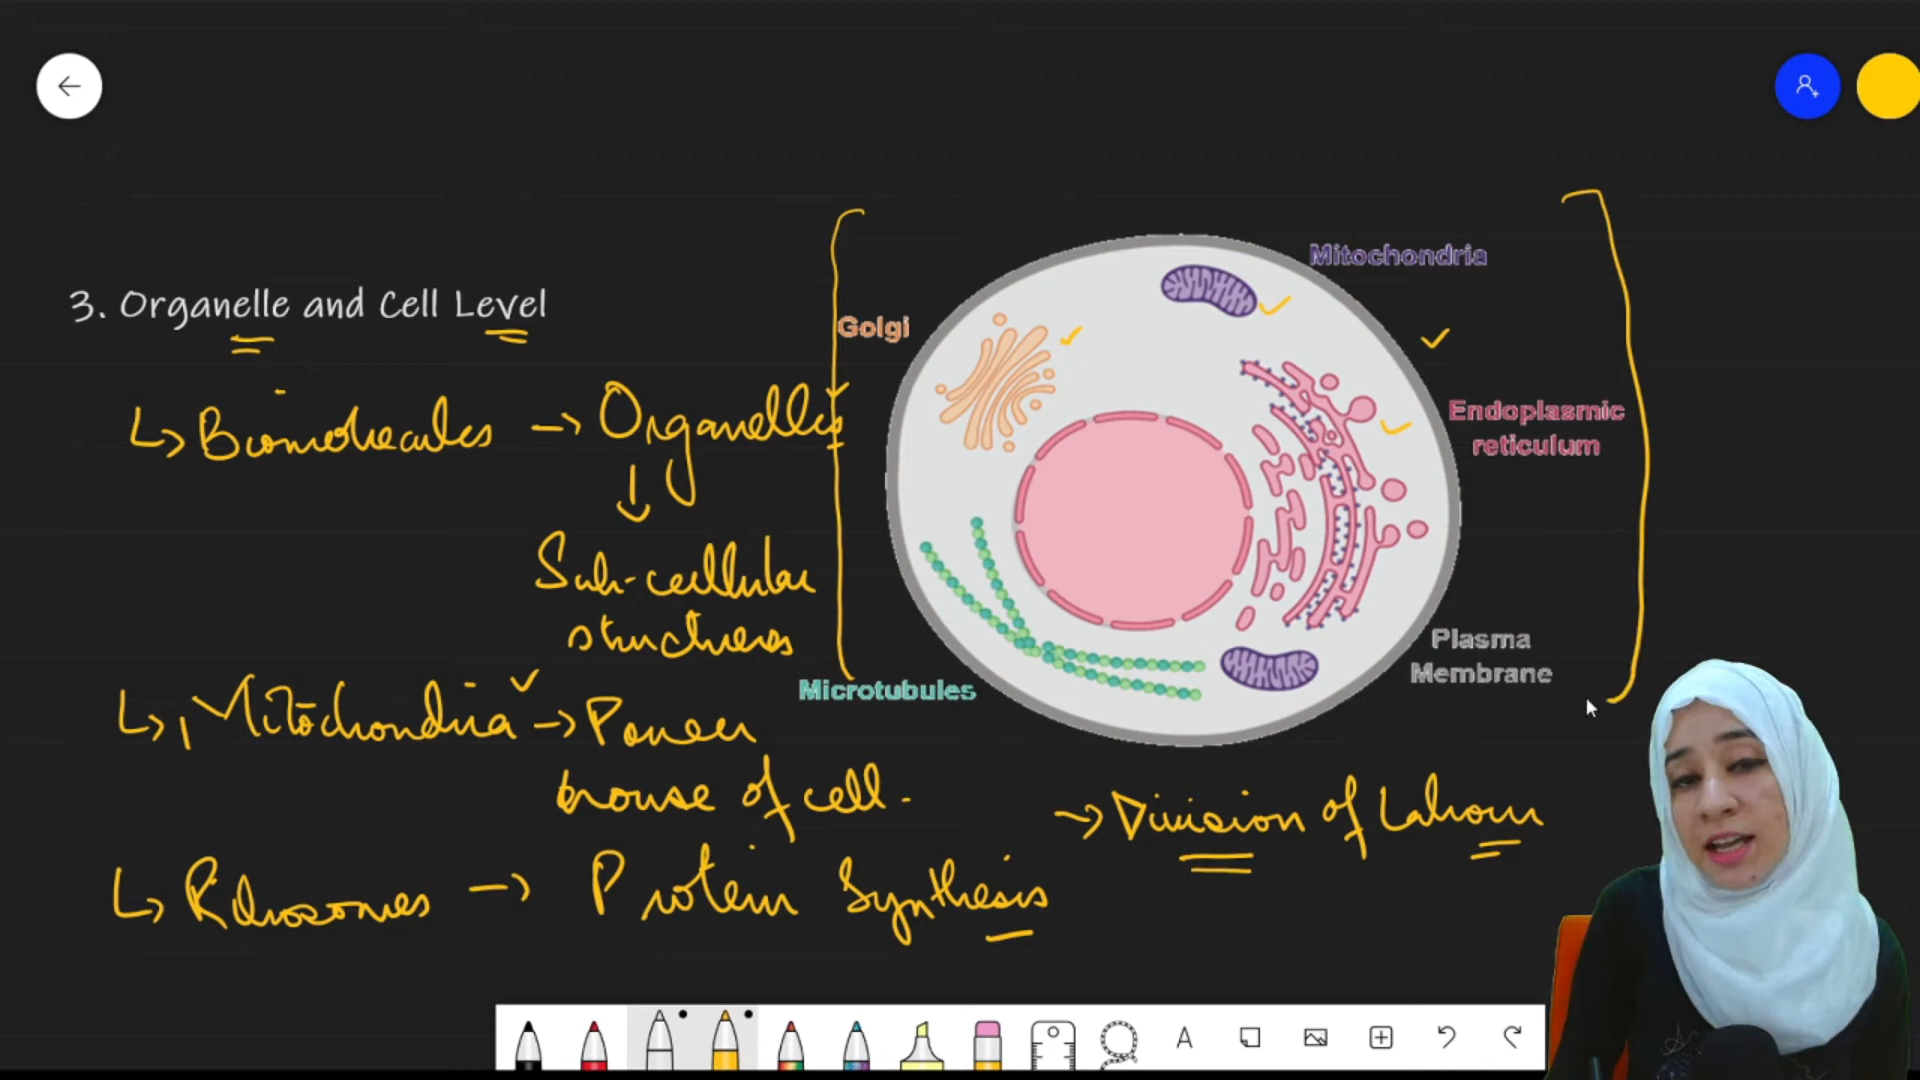 3. Organelle and Cell Level
↳ Biomolecules → Organelles
↓
Sub-cellular
structures
↳ Mitochondria → Power
house of cell.
↳ Ribosomes → Protein Synthesis
→ Division of Labour
Mitochondria
Golgi
Endoplasmic
reticulum
Plasma
Membrane
Microtubules
A